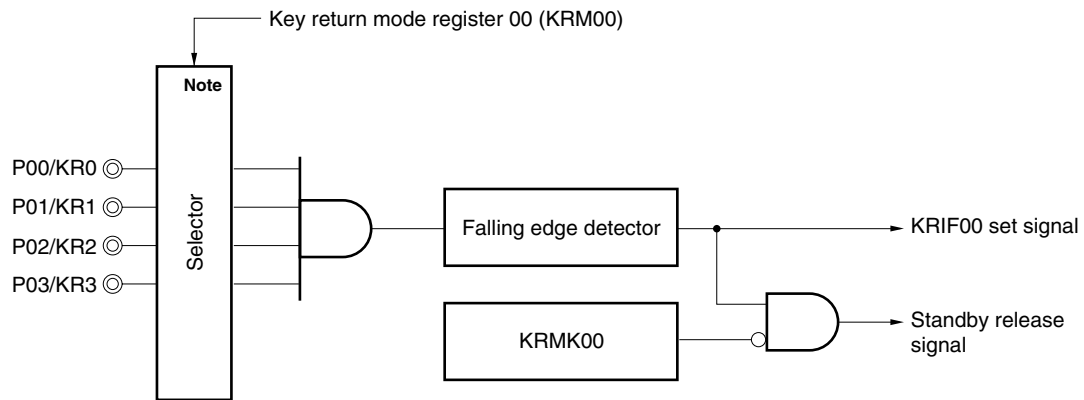 Key return mode register 00 (KRM00)
Note
P00/KR0
P01/KR1
P02/KR2
P03/KR3
Selector
Falling edge detector
KRIF00 set signal
KRMK00
Standby release
signal